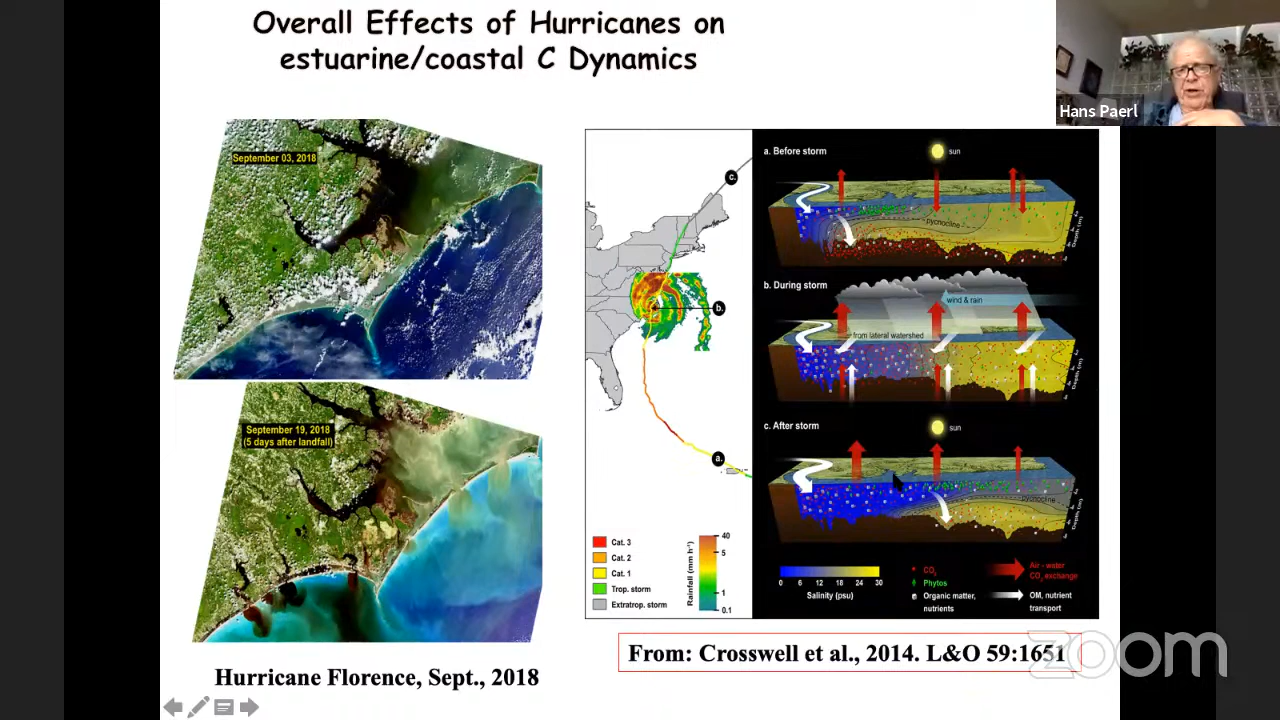 Overall Effects of Hurricanes on
estuarine/coastal C Dynamics
Hans Paerl
September 03, 2018
September 19, 2018
(5 days after landfall)
Hurricane Florence, Sept., 2018
c.
b.
a.
Cat. 3
Cat. 2
Cat. 1
Trop. storm
Extratrop. storm
Rainfall (mm h⁻¹)
40
5
1
0.1
a. Before storm
sun
pycnocline
Depth (m)
b. During storm
wind & rain
from lateral watershed
Depth (m)
c. After storm
sun
pycnocline
Depth (m)
0 6 12 18 24 30
Salinity (psu)
CO₂
Phytos
Organic matter,
nutrients
Air - water
CO₂ exchange
OM, nutrient
transport
From: Crosswell et al., 2014. L&O 59:1651
zoom